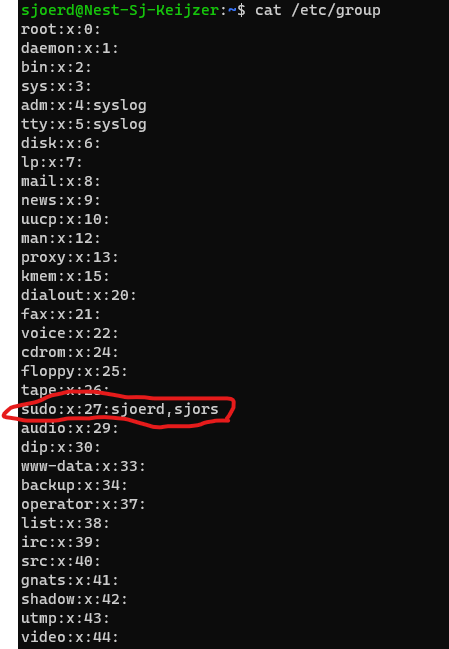 sjoerd@Nest-Sj-Keijzer:~$ cat /etc/group
root:x:0:
daemon:x:1:
bin:x:2:
sys:x:3:
adm:x:4:syslog
tty:x:5:syslog
disk:x:6:
lp:x:7:
mail:x:8:
news:x:9:
uucp:x:10:
man:x:12:
proxy:x:13:
kmem:x:15:
dialout:x:20:
fax:x:21:
voice:x:22:
cdrom:x:24:
floppy:x:25:
tape:x:26:
sudo:x:27:sjoerd,sjors
audio:x:29:
dip:x:30:
www-data:x:33:
backup:x:34:
operator:x:37:
list:x:38:
irc:x:39:
src:x:40:
gnats:x:41:
shadow:x:42:
utmp:x:43:
video:x:44: